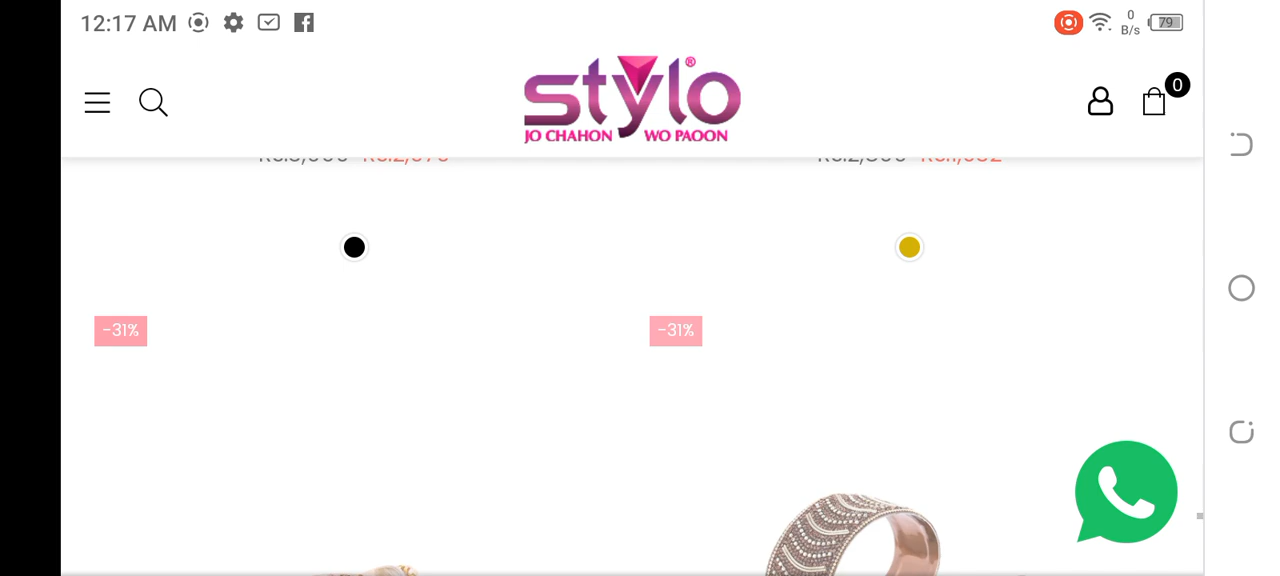 12:17 AM
0
B/s
79
stylo®
JO CHAHON WO PAOON
0
-31%
-31%